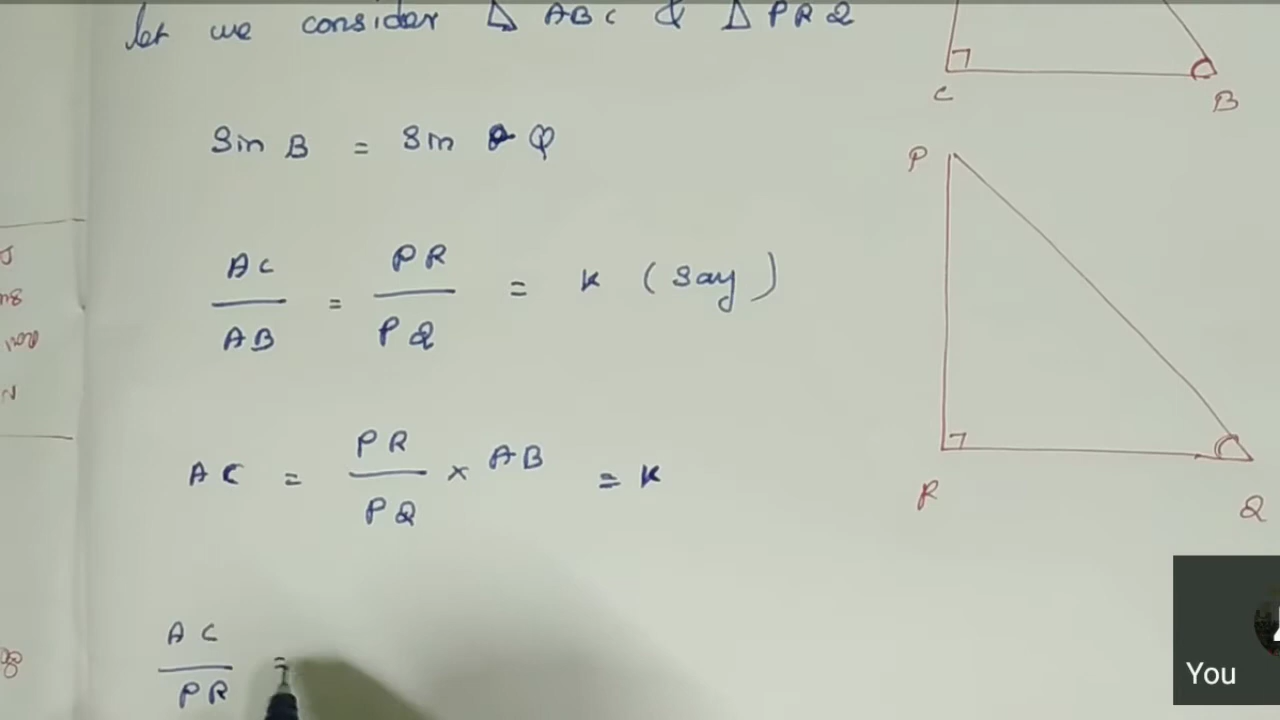 let we consider Δ ABC & Δ PRQ
Sin B = Sin Q
AC / AB = PR / PQ = K (say)
AC = PR / PQ × AB = K
AC / PR =
C
B
P
R
Q
You